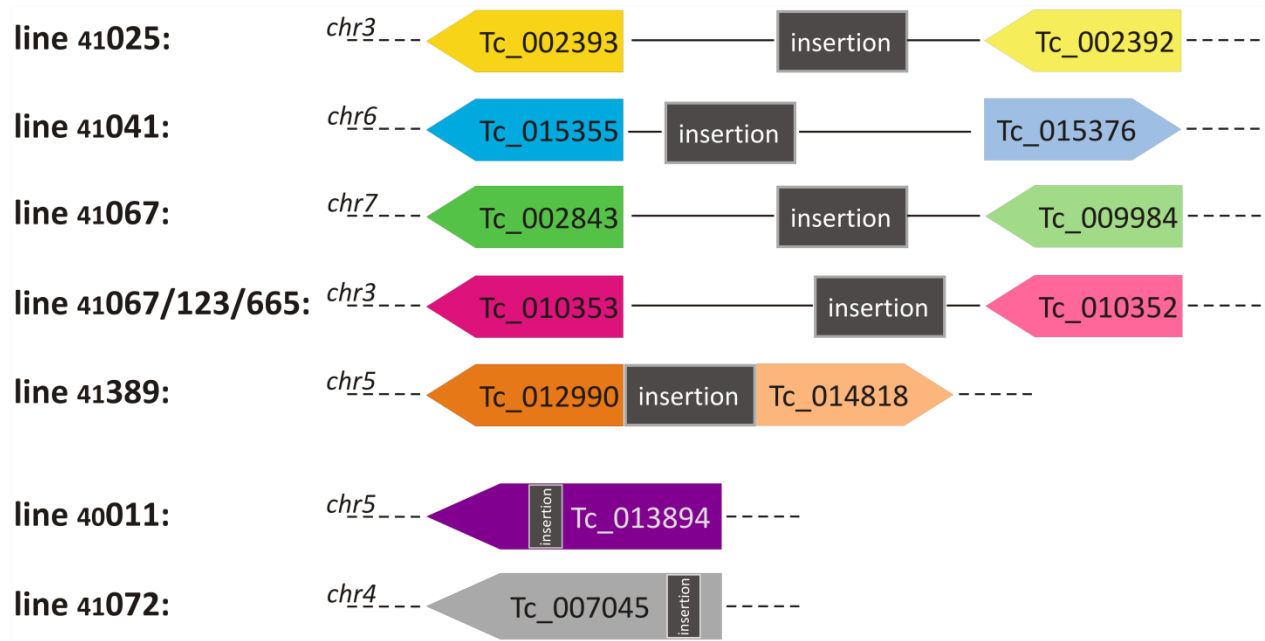 line 41025: chr3 Tc_002393 insertion Tc_002392
line 41041: chr6 Tc_015355 insertion Tc_015376
line 41067: chr7 Tc_002843 insertion Tc_009984
line 41067/123/665: chr3 Tc_010353 insertion Tc_010352
line 41389: chr5 Tc_012990 insertion Tc_014818
line 40011: chr5 insertion Tc_013894
line 41072: chr4 Tc_007045 insertion